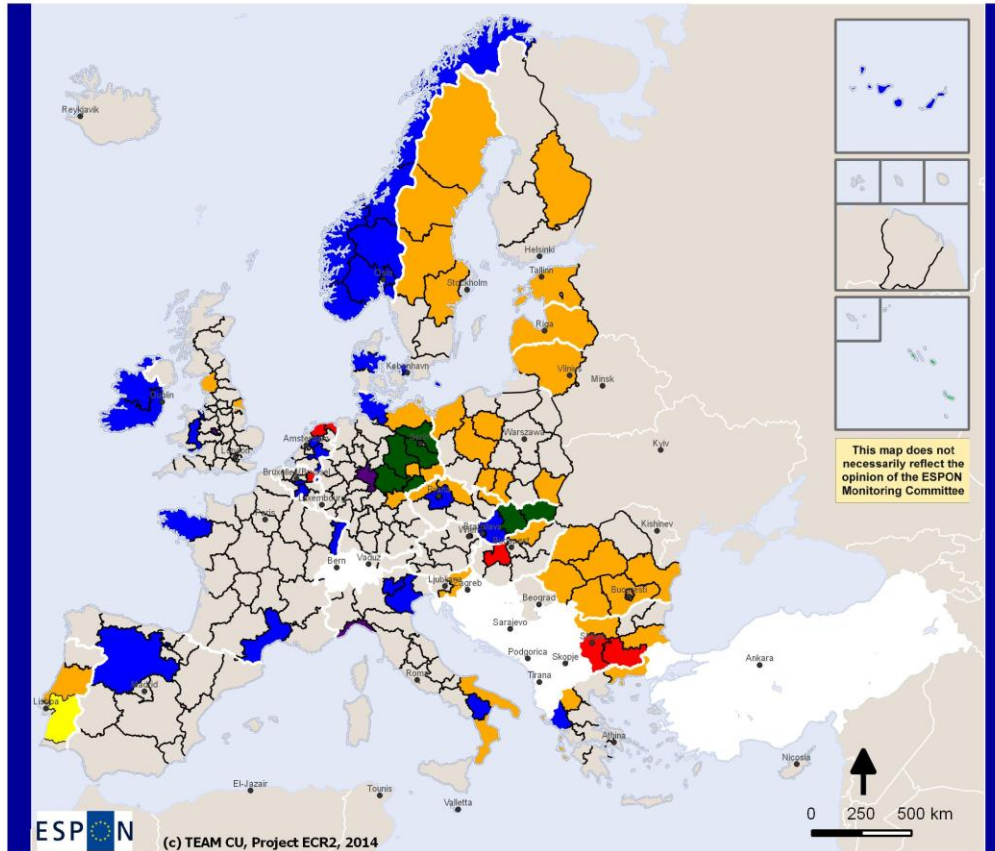 Reykjavik
Helsinki
Tallinn
Oslo
Stockholm
Riga
København
Vilnius
Minsk
Dublin
Amsterdam
Warszawa
London
Kyiv
Luxembourg
Paris
Kishinev
Bern
Vaduz
Ljubljana
Zagreb
Beograd
Bucuresti
Sarajevo
Podgorica
Skopje
Tirana
Ankara
Roma
Madrid
Athina
Nicosia
El-Jazair
Tounis
Valletta
This map does not
necessarily reflect the
opinion of the ESPON
Monitoring Committee
0 250 500 km
ESPON
(c) TEAM CU, Project ECR2, 2014